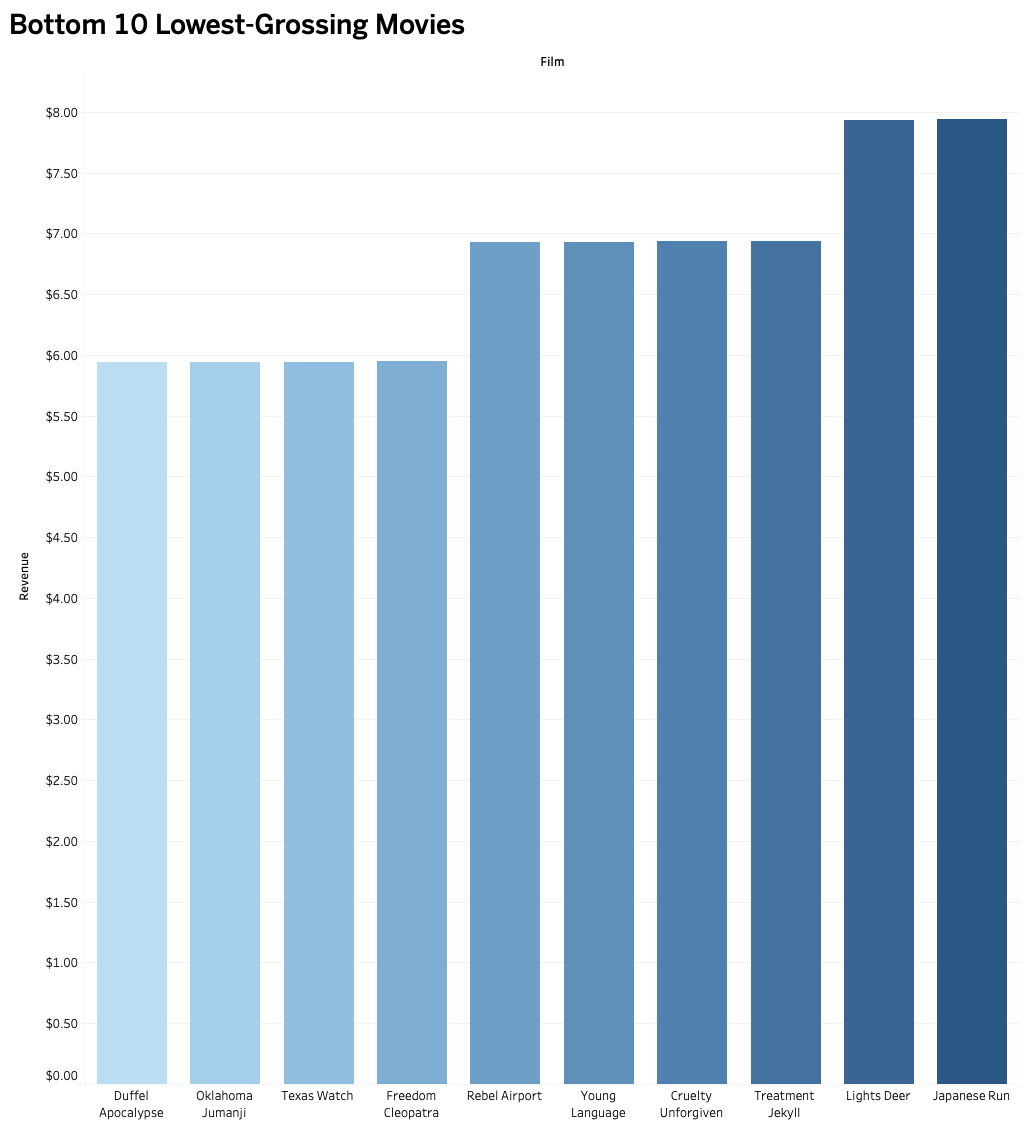 Bottom 10 Lowest-Grossing Movies
Film
$8.00
$7.50
$7.00
$6.50
$6.00
$5.50
$5.00
$4.50
$4.00
$3.50
$3.00
$2.50
$2.00
$1.50
$1.00
$0.50
$0.00
Revenue
Duffel
Apocalypse
Oklahoma
Jumanji
Texas Watch
Freedom
Cleopatra
Rebel Airport
Young
Language
Cruelty
Unforgiven
Treatment
Jekyll
Lights Deer
Japanese Run